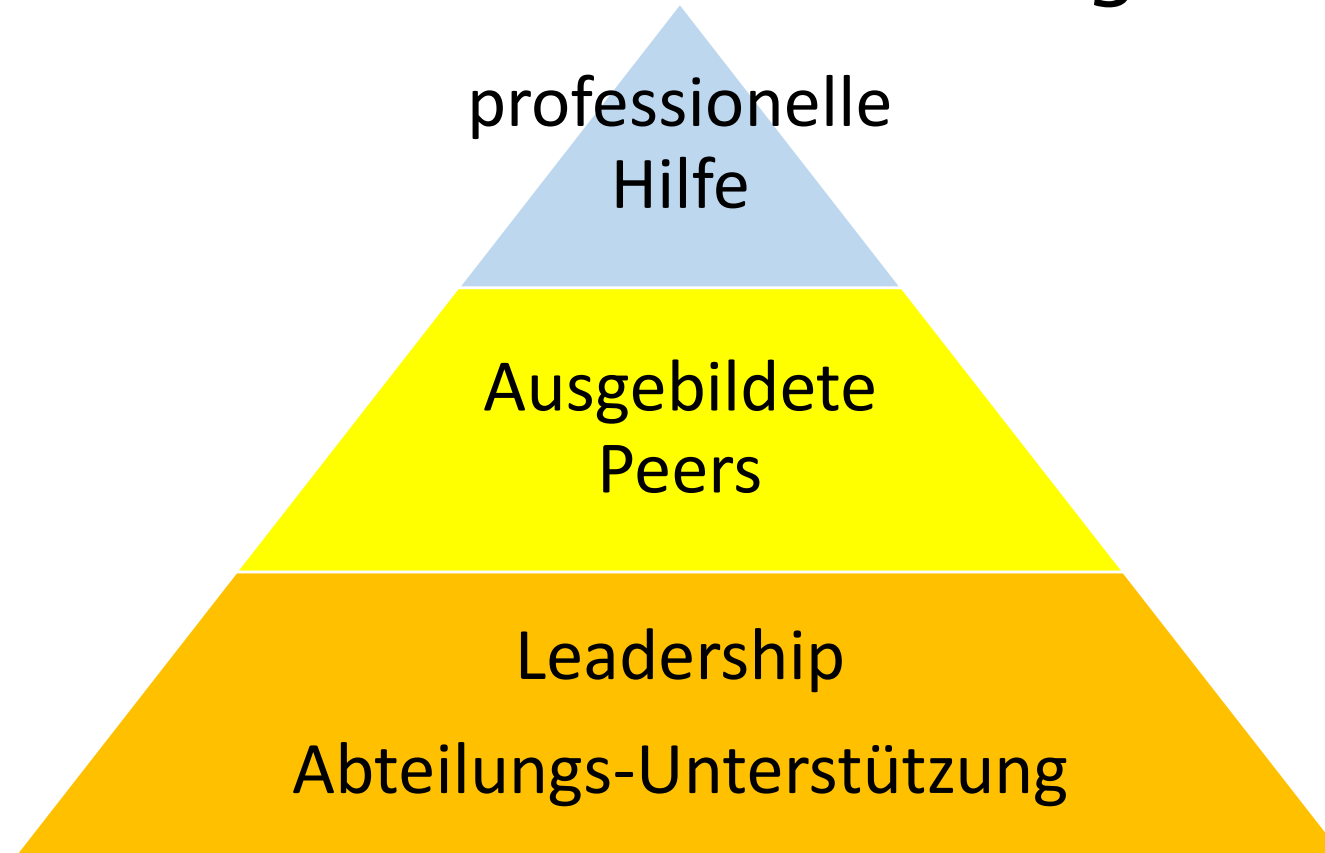 professionelle
Hilfe
Ausgebildete
Peers
Leadership
Abteilungs-Unterstützung